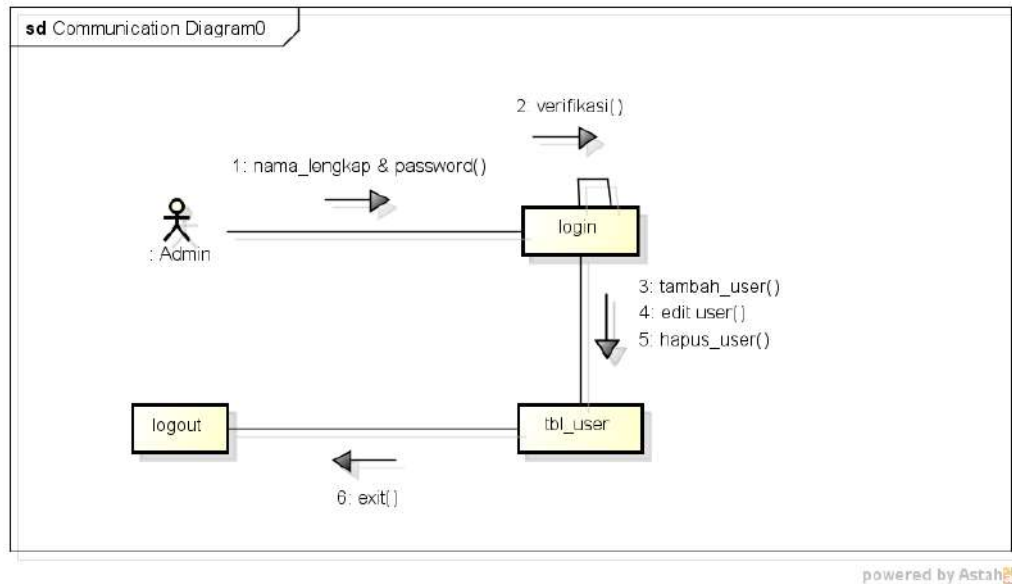 sd Communication Diagram0
2: verifikasi()
1: nama_lengkap & password()
login
: Admin
3: tambah_user()
4: edit user()
5: hapus_user()
logout
tbl_user
6: exit()
powered by Astah